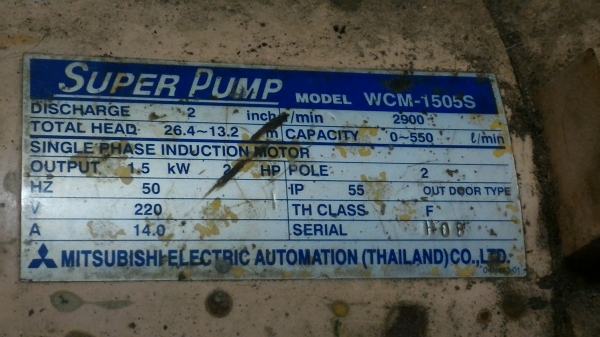 SUPER PUMP MODEL WCM-1505S
DISCHARGE 2 inch r/min 2900
TOTAL HEAD 26.4~13.2 m CAPACITY 0~550 ℓ/min
SINGLE PHASE INDUCTION MOTOR
OUTPUT 1.5 kW 2 HP POLE 2
HZ 50 IP 55 OUT DOOR TYPE
V 220 TH CLASS F
A 14.0 SERIAL
MITSUBISHI ELECTRIC AUTOMATION (THAILAND) CO., LTD.